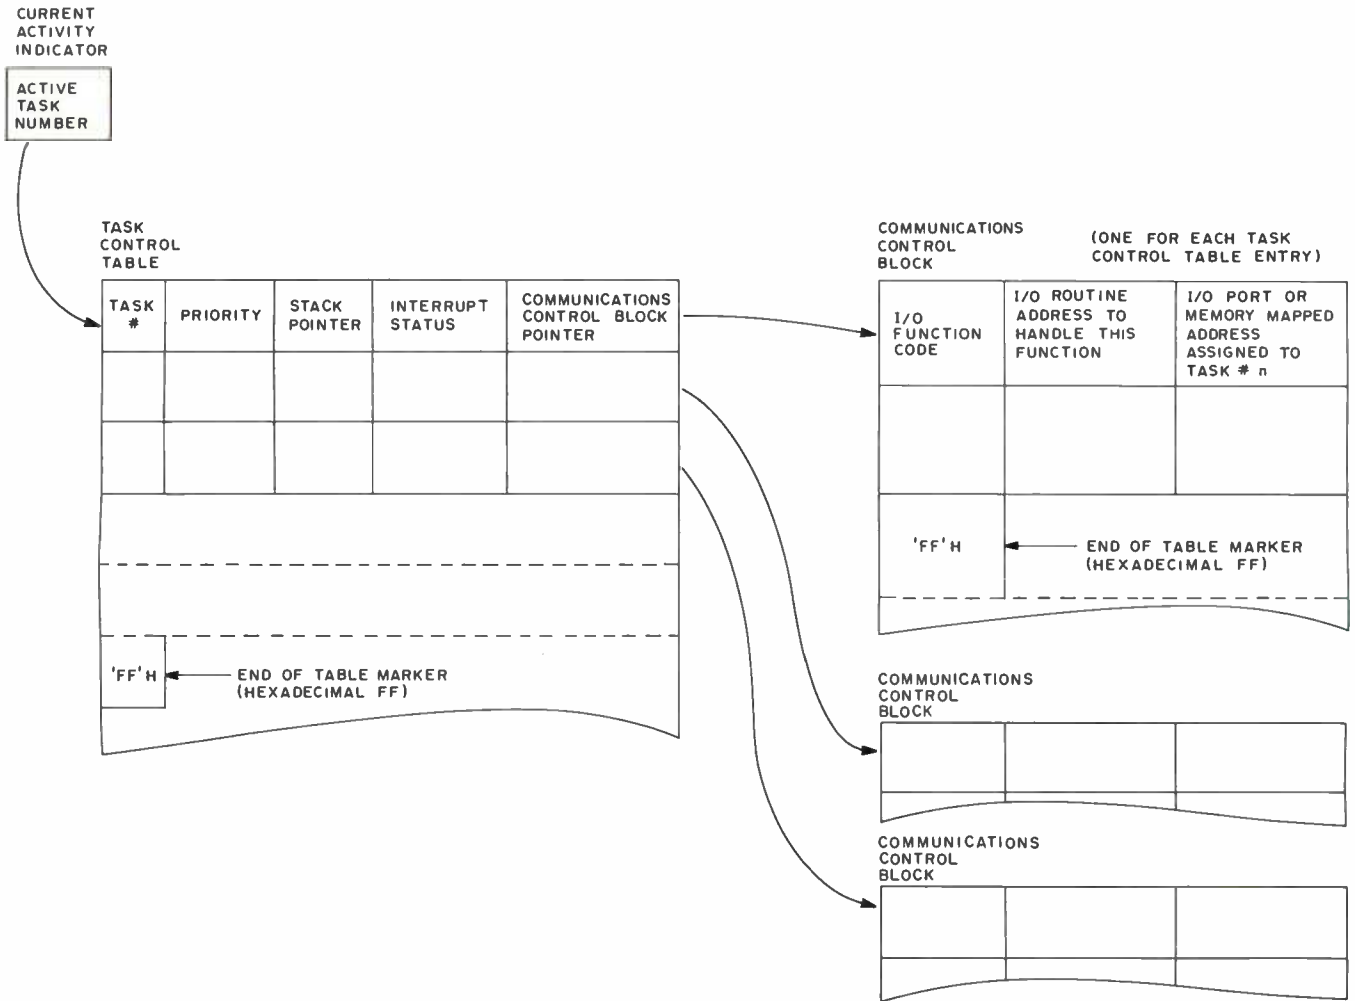 CURRENT
ACTIVITY
INDICATOR
ACTIVE
TASK
NUMBER
TASK
CONTROL
TABLE
TASK
#
PRIORITY
STACK
POINTER
INTERRUPT
STATUS
COMMUNICATIONS
CONTROL BLOCK
POINTER
'FF'H
END OF TABLE MARKER
(HEXADECIMAL FF)
COMMUNICATIONS
CONTROL
BLOCK
(ONE FOR EACH TASK
CONTROL TABLE ENTRY)
I/O
FUNCTION
CODE
I/O ROUTINE
ADDRESS TO
HANDLE THIS
FUNCTION
I/O PORT OR
MEMORY MAPPED
ADDRESS
ASSIGNED TO
TASK # n
'FF'H
END OF TABLE MARKER
(HEXADECIMAL FF)
COMMUNICATIONS
CONTROL
BLOCK
COMMUNICATIONS
CONTROL
BLOCK